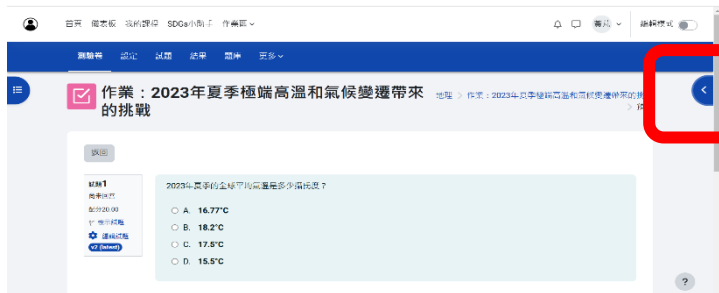 首頁 儀表板 我的課程 SDGs小助手 作業區
編輯模式
測驗卷 設定 試題 結果 題庫 更多
作業：2023年夏季極端高溫和氣候變遷帶來的挑戰
地理 > 作業：2023年夏季極端高溫和氣候變遷帶來的挑
返回
試題1
尚未回答
配分20.00
標示試題
編輯試題
v2 (latest)
2023年夏季的全球平均氣溫是多少攝氏度？
A. 16.77°C
B. 18.2°C
C. 17.5°C
D. 15.5°C
?